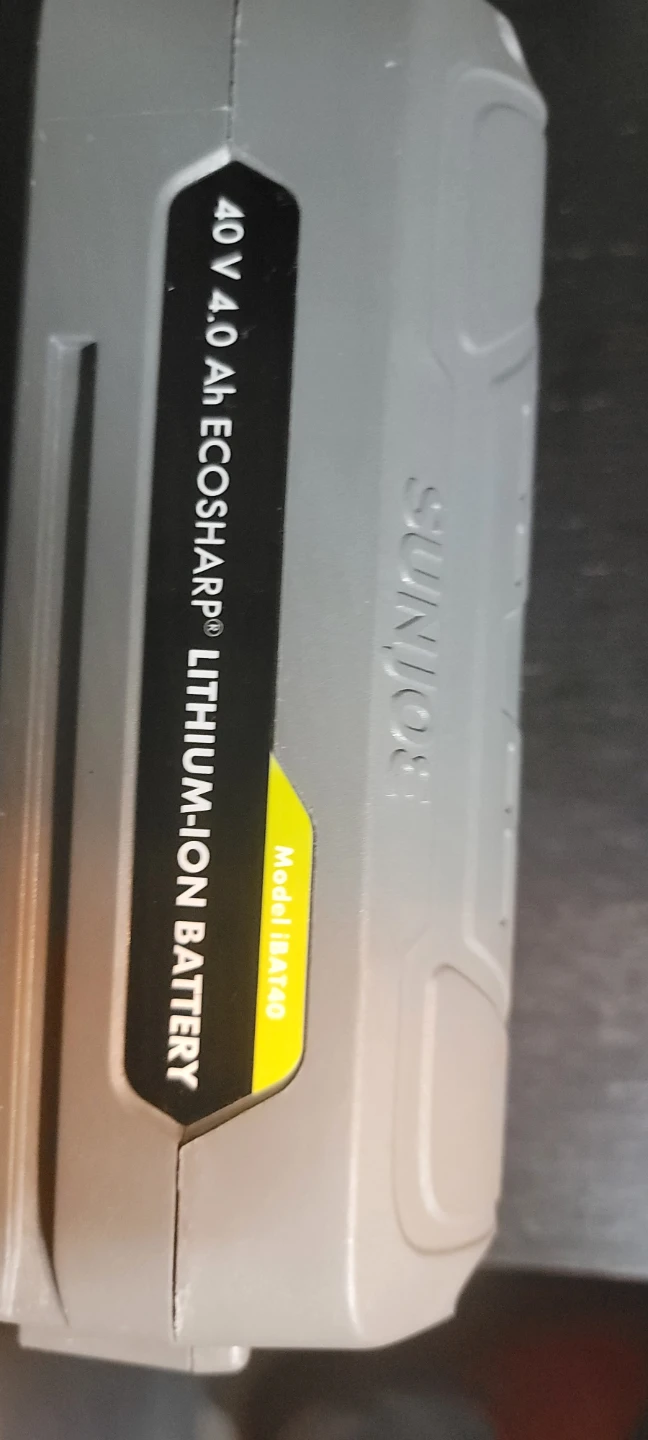 SUNJOE
Model iBAT40
40 V 4.0 Ah ECOSHARP® LITHIUM-ION BATTERY